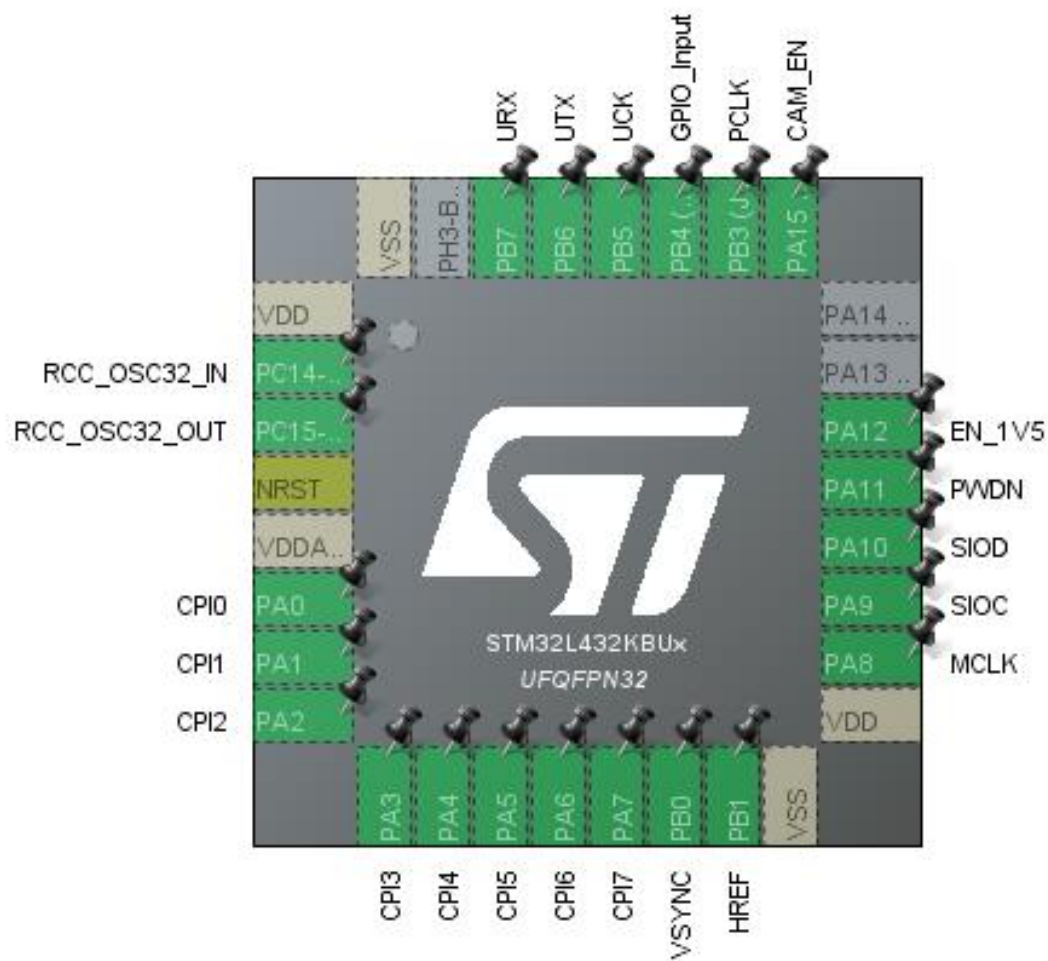 URX
UTX
UCK
GPIO_Input
PCLK
CAM_EN
VSS
PH3-B..
PB7
PB6
PB5
PB4 (..
PB3 (J
PA15 ..
VDD
RCC_OSC32_IN PC14-..
RCC_OSC32_OUT PC15-..
NRST
VDDA..
CPI0 PA0
CPI1 PA1
CPI2 PA2
PA14 ..
PA13 ..
PA12 EN_1V5
PA11 PWDN
PA10 SIOD
PA9 SIOC
PA8 MCLK
VDD
ST
STM32L432KBUx
UFQFPN32
PA3
PA4
PA5
PA6
PA7
PB0
PB1
VSS
CPI3
CPI4
CPI5
CPI6
CPI7
VSYNC
HREF